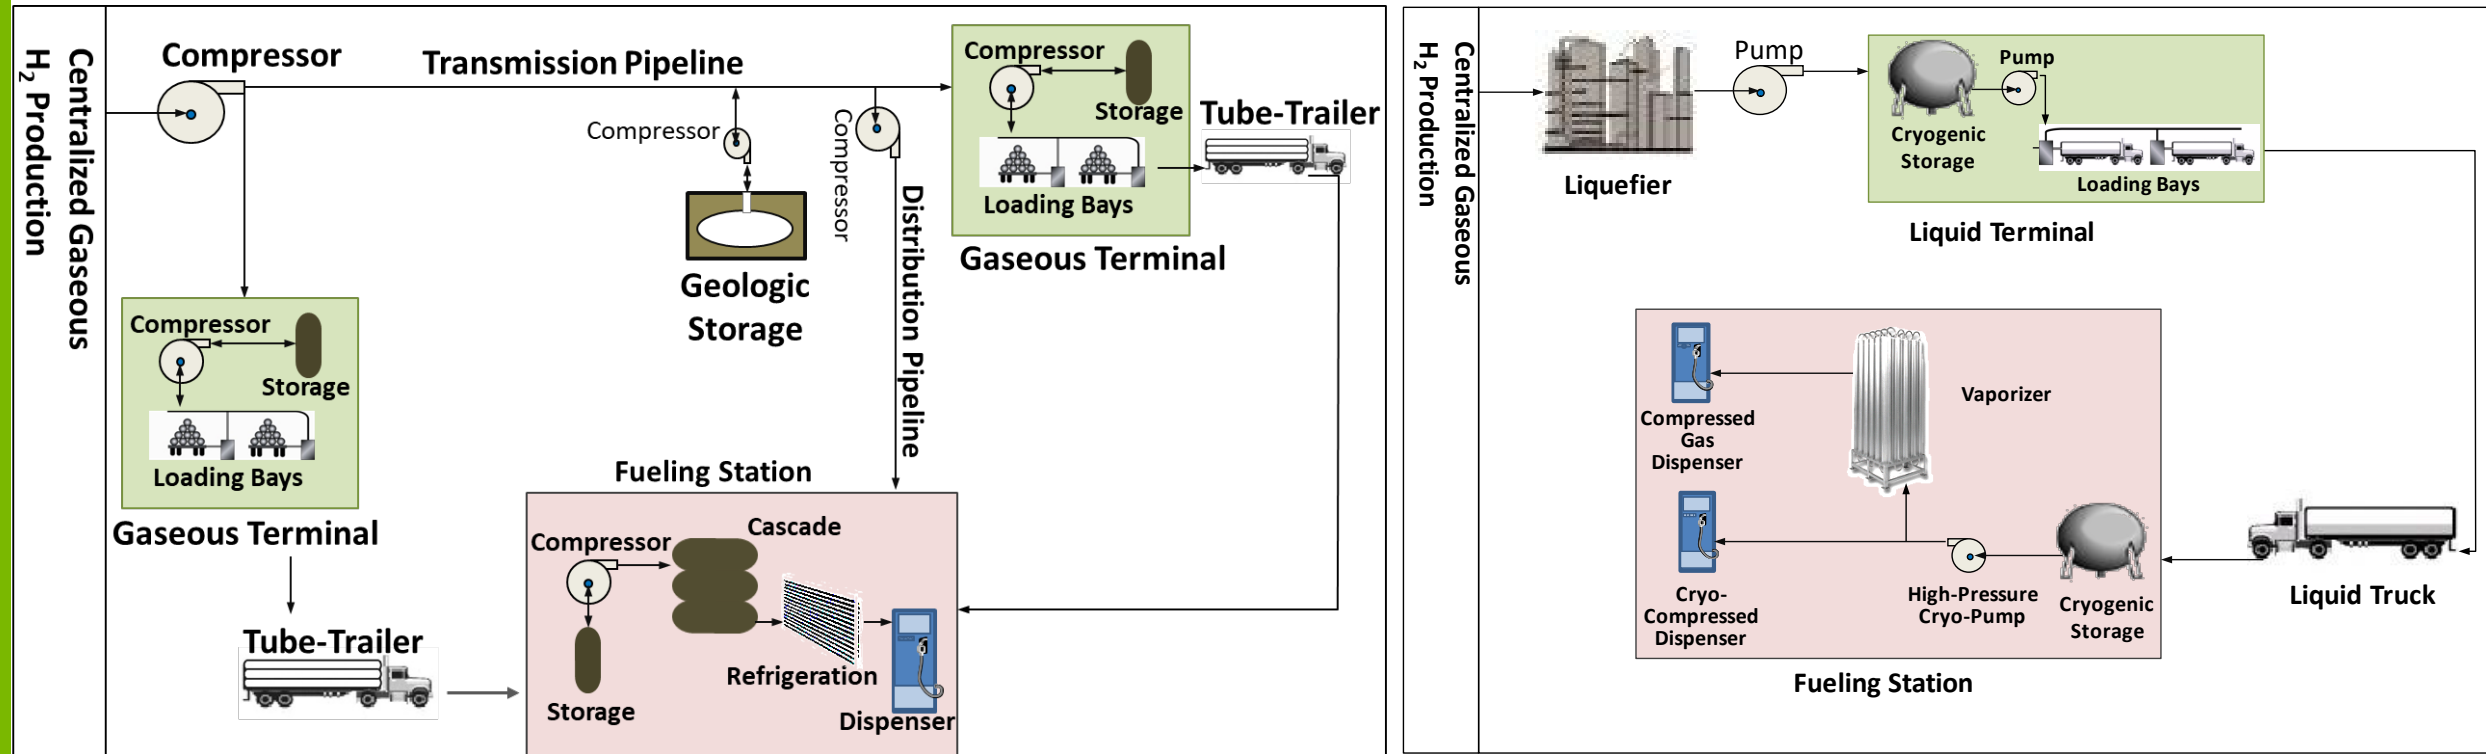 Centralized Gaseous
H2 Production
Compressor
Transmission Pipeline
Compressor
Geologic
Storage
Compressor
Distribution Pipeline
Compressor
Storage
Loading Bays
Gaseous Terminal
Tube-Trailer
Compressor
Storage
Loading Bays
Gaseous Terminal
Tube-Trailer
Fueling Station
Compressor
Cascade
Storage
Refrigeration
Dispenser
Centralized Gaseous
H2 Production
Liquefier
Pump
Cryogenic
Storage
Pump
Loading Bays
Liquid Terminal
Compressed
Gas
Dispenser
Vaporizer
Cryo-
Compressed
Dispenser
High-Pressure
Cryo-Pump
Cryogenic
Storage
Liquid Truck
Fueling Station